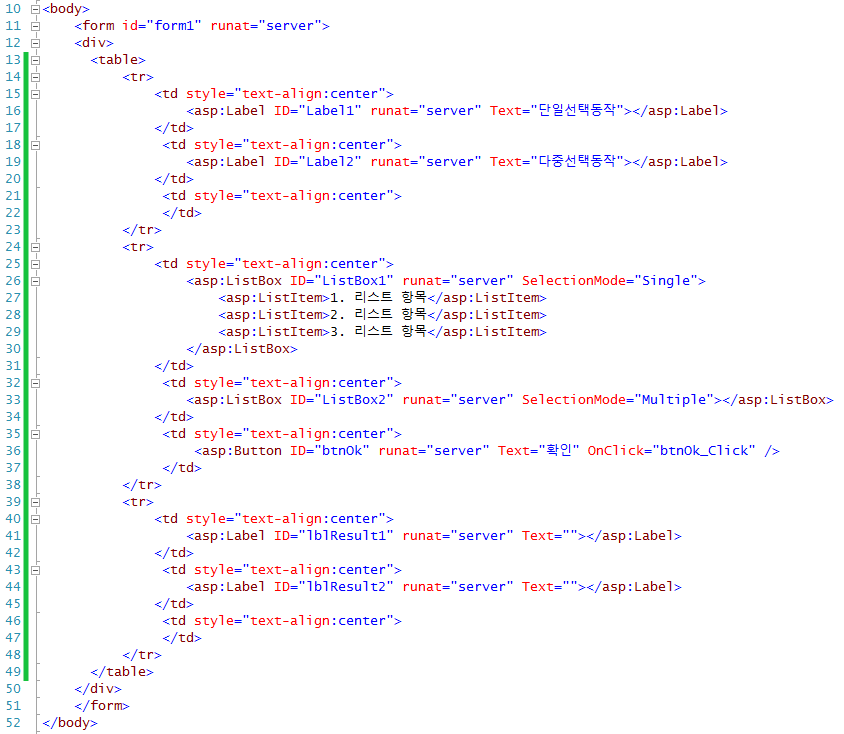 10 <body>
11     <form id="form1" runat="server">
12     <div>
13       <table>
14           <tr>
15               <td style="text-align:center">
16                   <asp:Label ID="Label1" runat="server" Text="단일선택동작"></asp:Label>
17               </td>
18                <td style="text-align:center">
19                   <asp:Label ID="Label2" runat="server" Text="다중선택동작"></asp:Label>
20               </td>
21                <td style="text-align:center">
22                </td>
23           </tr>
24           <tr>
25               <td style="text-align:center">
26                   <asp:ListBox ID="ListBox1" runat="server" SelectionMode="Single">
27                       <asp:ListItem>1. 리스트 항목</asp:ListItem>
28                       <asp:ListItem>2. 리스트 항목</asp:ListItem>
29                       <asp:ListItem>3. 리스트 항목</asp:ListItem>
30                   </asp:ListBox>
31               </td>
32                <td style="text-align:center">
33                   <asp:ListBox ID="ListBox2" runat="server" SelectionMode="Multiple"></asp:ListBox>
34               </td>
35                <td style="text-align:center">
36                    <asp:Button ID="btnOk" runat="server" Text="확인" OnClick="btnOk_Click" />
37                </td>
38           </tr>
39           <tr>
40               <td style="text-align:center">
41                   <asp:Label ID="lblResult1" runat="server" Text=""></asp:Label>
42               </td>
43                <td style="text-align:center">
44                   <asp:Label ID="lblResult2" runat="server" Text=""></asp:Label>
45               </td>
46                <td style="text-align:center">
47                </td>
48           </tr>
49       </table>
50     </div>
51     </form>
52 </body>